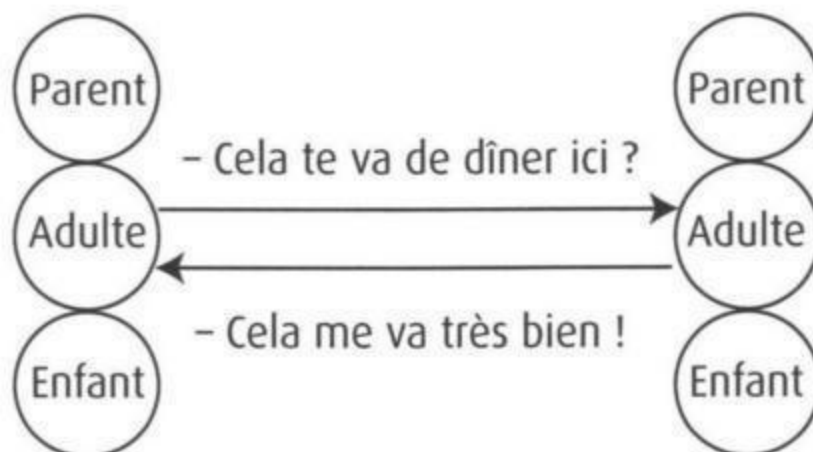 Parent
Parent
– Cela te va de dîner ici ?
Adulte
Adulte
– Cela me va très bien !
Enfant
Enfant